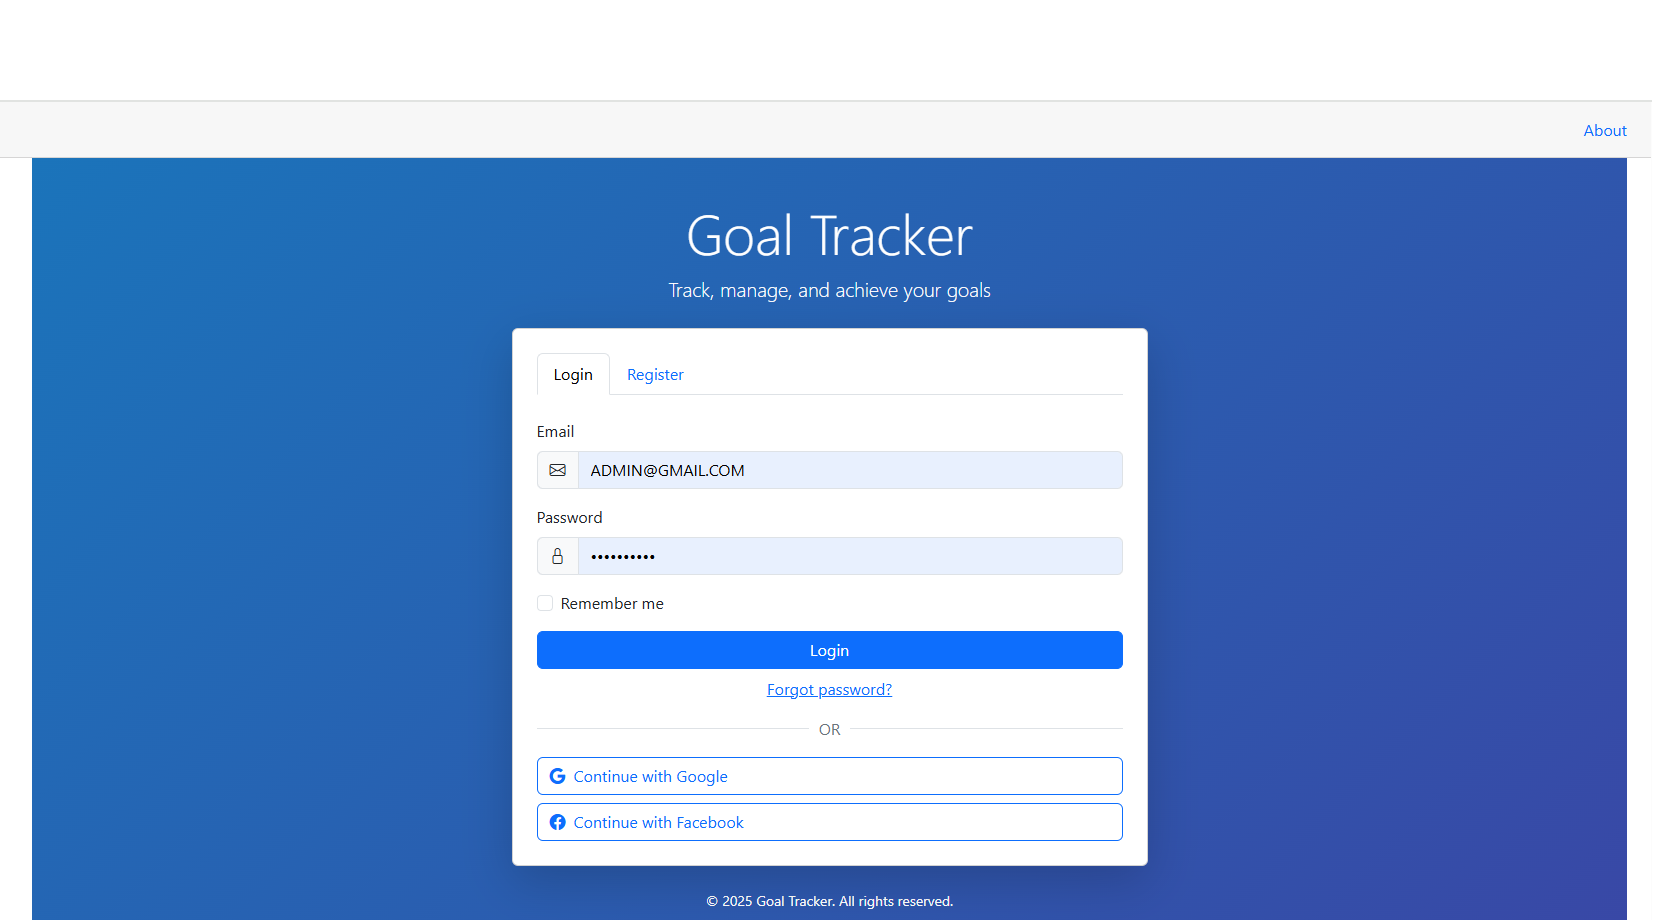 About
Goal Tracker
Track, manage, and achieve your goals
Login Register
Email
ADMIN@GMAIL.COM
Password
••••••••••
Remember me
Login
Forgot password?
OR
Continue with Google
Continue with Facebook
© 2025 Goal Tracker. All rights reserved.